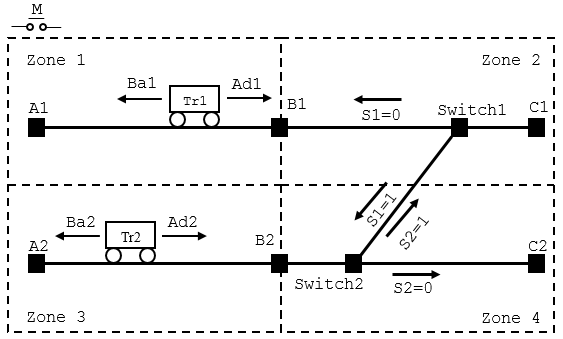 M
Zone 1
Zone 2
Ba1
Ad1
Tr1
A1
B1
Switch1
C1
S1=0
S1=1
S2=1
Ba2
Ad2
Tr2
A2
B2
C2
Switch2
S2=0
Zone 3
Zone 4